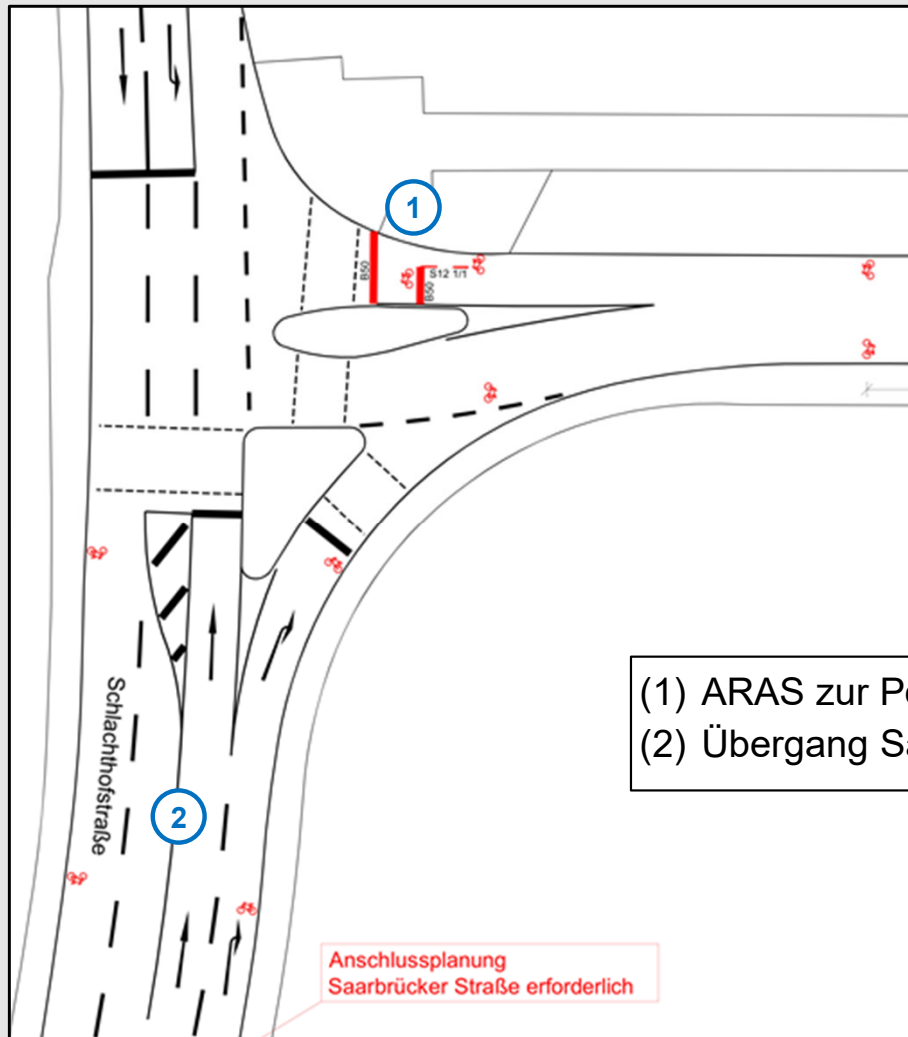 1
B50
S12 1/1
B50
Schlachthofstraße
2
(1) ARAS zur
(2) Übergang
Anschlussplanung
Saarbrücker Straße erforderlich